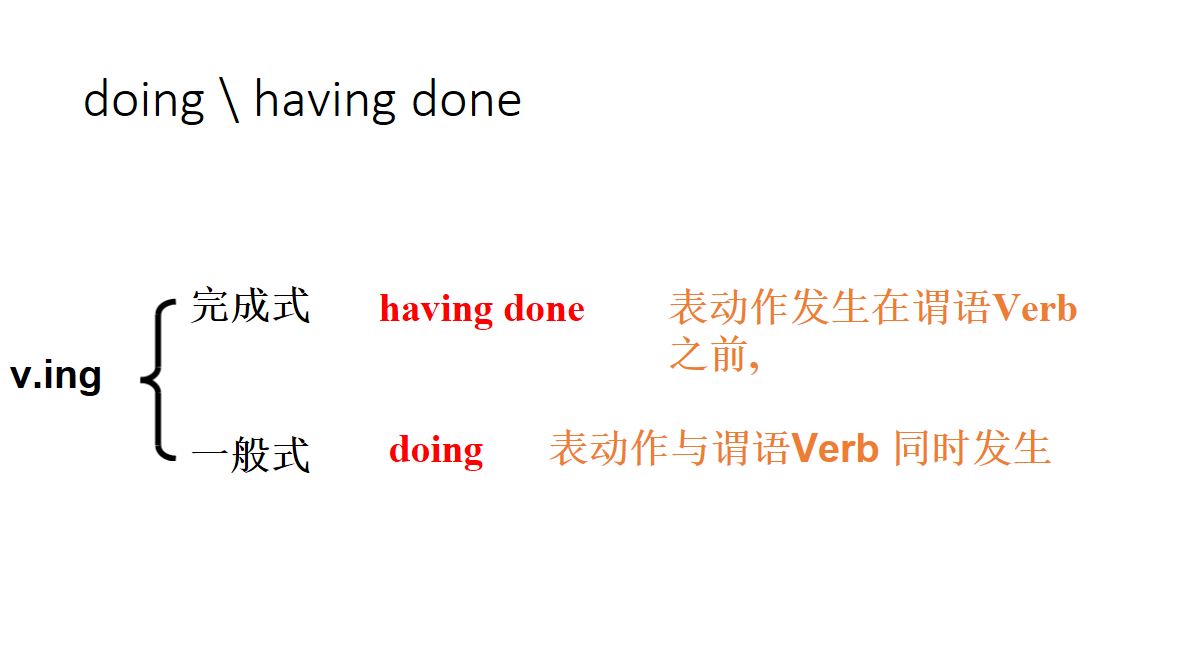 doing \ having done
完成式 having done 表动作发生在谓语Verb
之前,
v.ing
一般式 doing 表动作与谓语Verb 同时发生